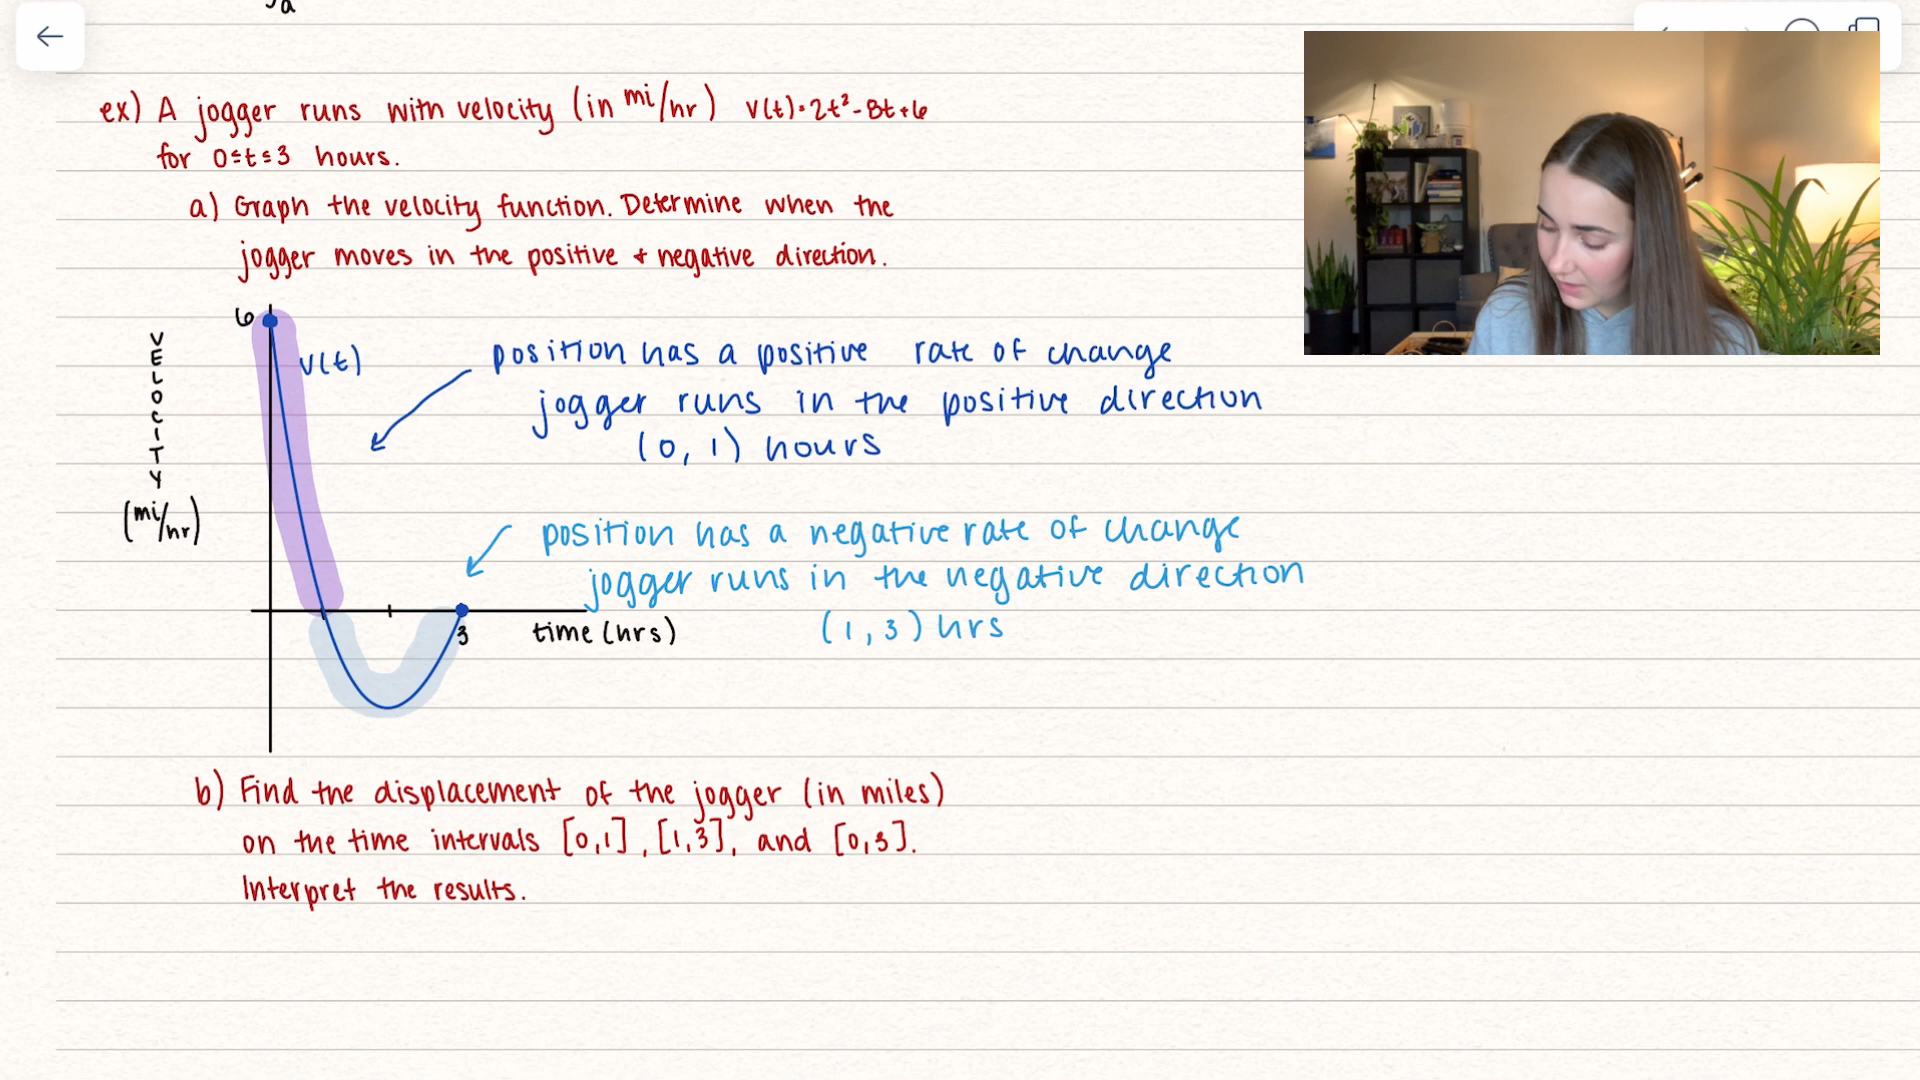 ex) A jogger runs with velocity (in mi/hr) v(t)=2t²-8t+6
for 0≤t≤3 hours.
a) Graph the velocity function. Determine when the
jogger moves in the positive + negative direction.
6
VELOCITY
(mi/hr)
v(t)
position has a positive rate of change
jogger runs in the positive direction
(0, 1) hours
position has a negative rate of change
jogger runs in the negative direction
(1, 3) hrs
3
time (hrs)
b) Find the displacement of the jogger (in miles)
on the time intervals [0,1], [1,3], and [0,3].
Interpret the results.